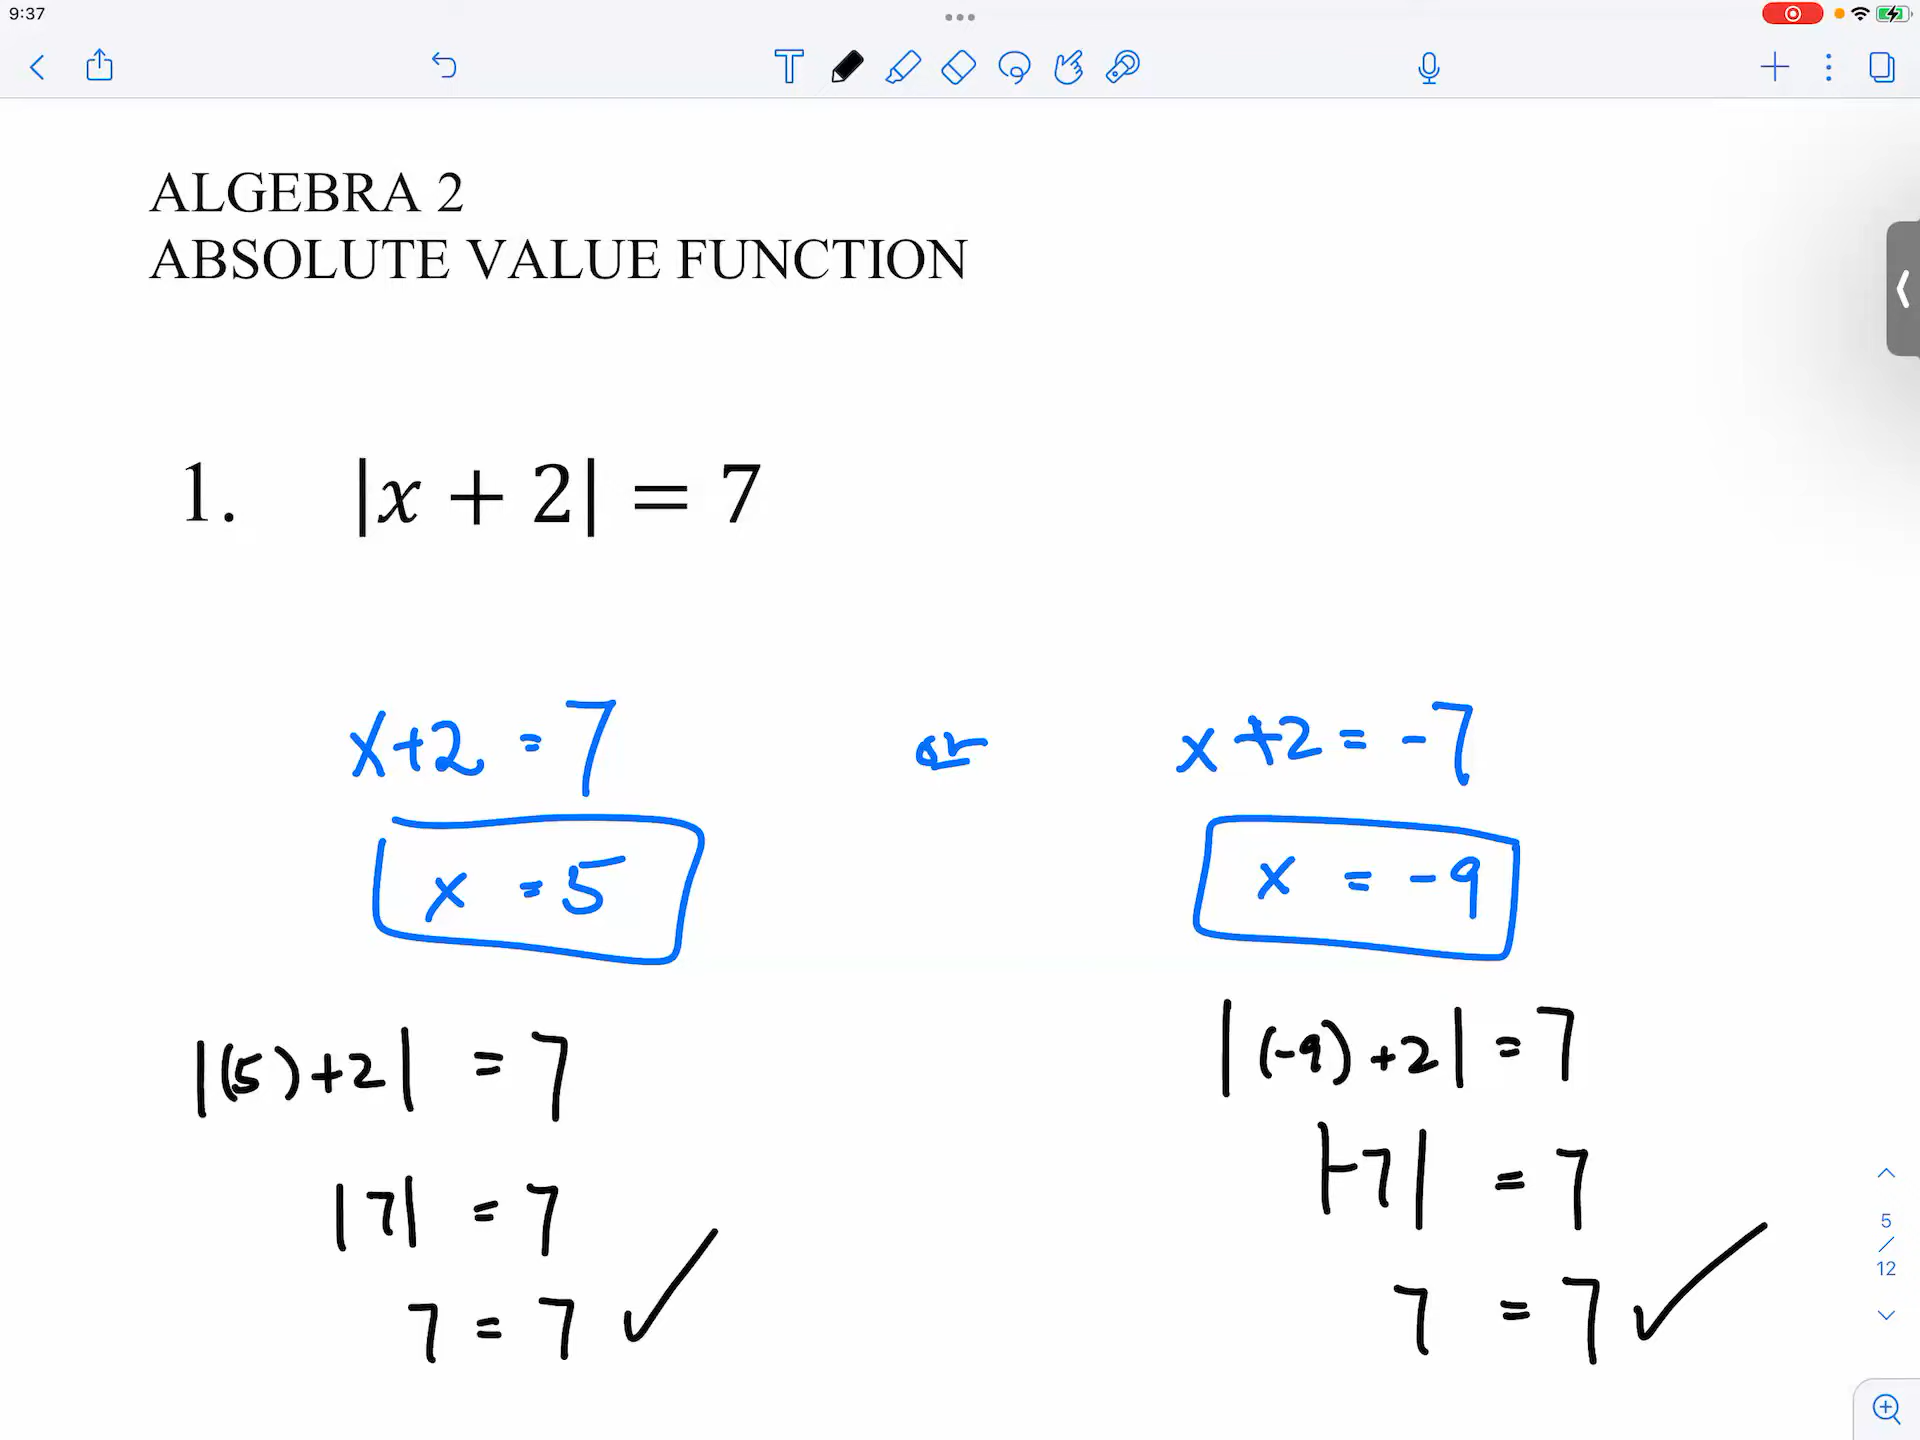 9:37
ALGEBRA 2
ABSOLUTE VALUE FUNCTION
1. |x + 2| = 7
x+2 = 7 or x+2 = -7
x = 5 x = -9
|(5)+2| = 7 |(-9)+2| = 7
|7| = 7 |-7| = 7
7 = 7 ✓ 7 = 7 ✓
5
/
12